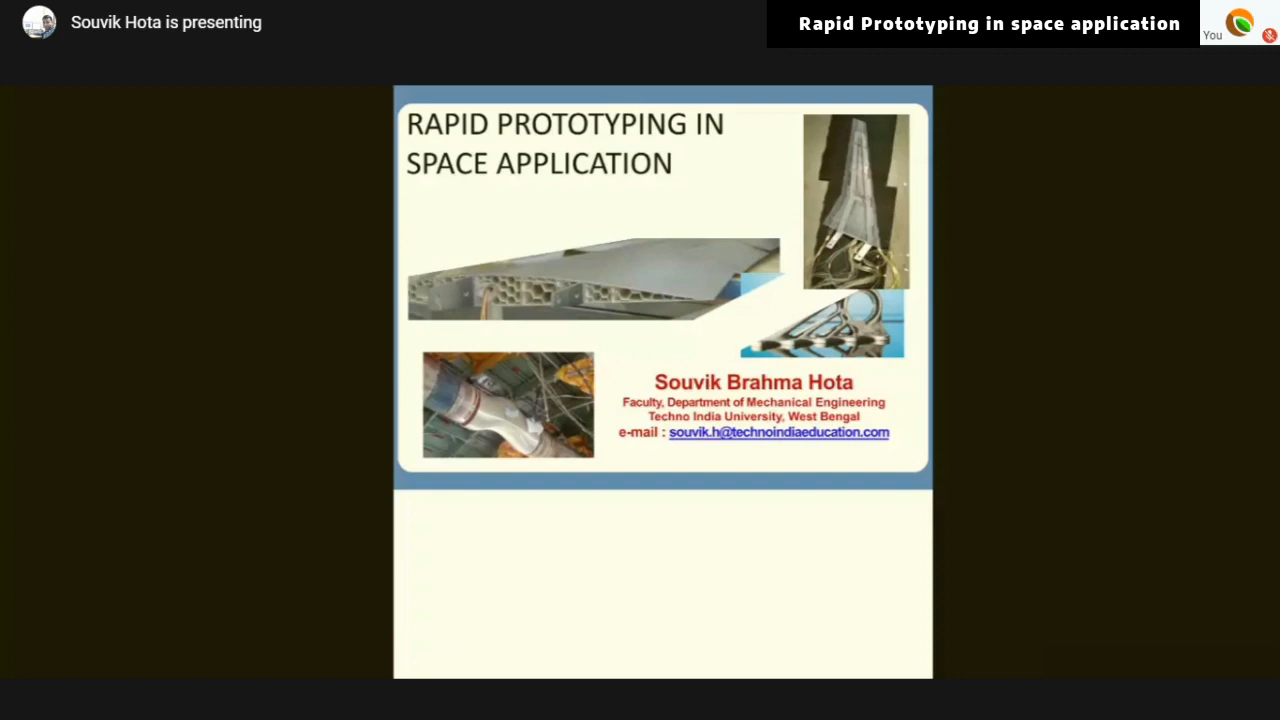 Souvik Hota is presenting
Rapid Prototyping in space application
You
RAPID PROTOTYPING IN
SPACE APPLICATION
Souvik Brahma Hota
Faculty, Department of Mechanical Engineering
Techno India University, West Bengal
e-mail : souvik.h@technoindiaeducation.com